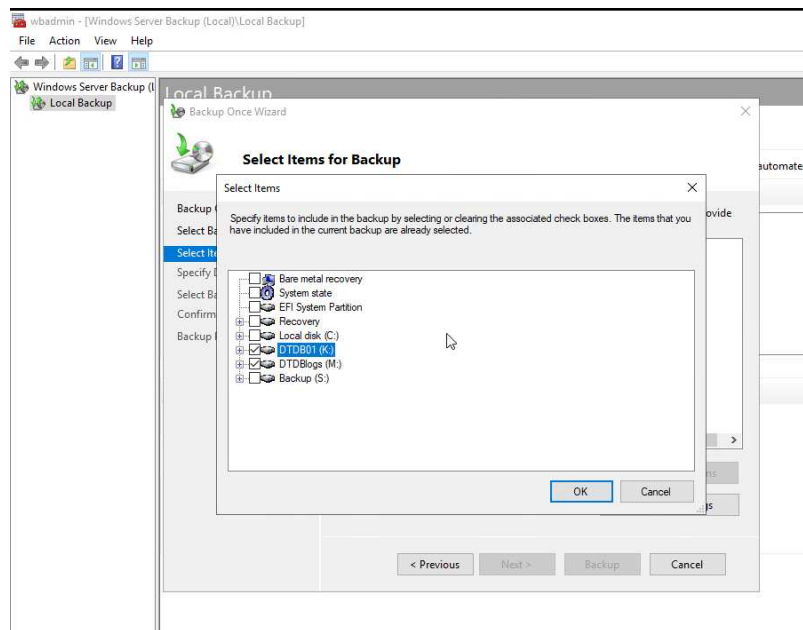 wbadmin - [Windows Server Backup (Local)\Local Backup]
File Action View Help
Windows Server Backup (L
Local Backup
Local Backup
Backup Once Wizard
Select Items for Backup
automate
Select Items
Backup
ovide
Specify items to include in the backup by selecting or clearing the associated check boxes. The items that you
have included in the current backup are already selected.
Select Ba
Select Ite
Specify
Select Ba
Confirm
Backup
Bare metal recovery
System state
EFI System Partition
Recovery
Local disk (C:)
DTDB01 (K:)
DTDBlogs (M:)
Backup (S:)
OK
Cancel
ns
gs
< Previous
Next >
Backup
Cancel